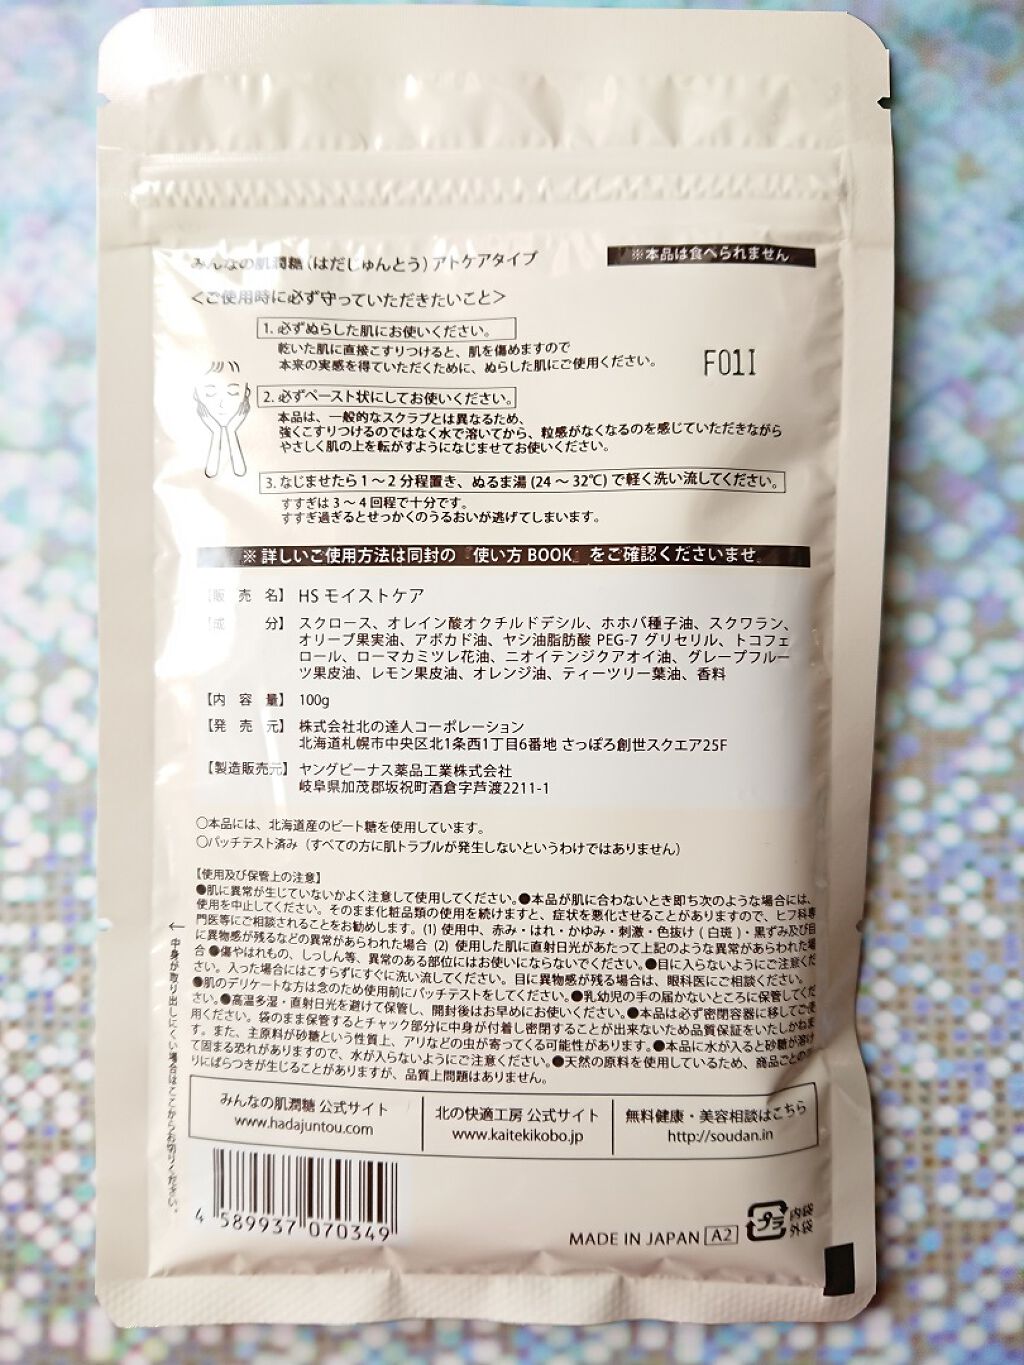 みんなの肌潤糖(はだじゅんとう)アトケアタイプ
※本品は食べられません
＜ご使用時に必ず守っていただきたいこと＞
1. 必ずぬらした肌にお使いください。
乾いた肌に直接こすりつけると、肌を傷めますので
本来の実感を得ていただくために、ぬらした肌にご使用ください。
F01I
2. 必ずペースト状にしてお使いください。
本品は、一般的なスクラブとは異なるため、
強くこすりつけるのではなく水で溶いてから、粒感がなくなるのを感じていただきながら
やさしく肌の上を転がすようになじませてお使いください。
3. なじませたら1～2分程置き、ぬるま湯(24～32℃)で軽く洗い流してください。
すすぎは3～4回程で十分です。
すすぎ過ぎるとせっかくのうるおいが逃げてしまいます。
※ 詳しいご使用方法は同封の『使い方 BOOK』をご確認くださいませ。
【販売名】 HS モイストケア
【成分】 スクロース、オレイン酸オクチルドデシル、ホホバ種子油、スクワラン、
オリーブ果実油、アボカド油、ヤシ油脂肪酸 PEG-7 グリセリル、トコフェ
ロール、ローマカミツレ花油、ニオイテンジクアオイ油、グレープフルー
ツ果皮油、レモン果皮油、オレンジ油、ティーツリー葉油、香料
【内容量】 100g
【発売元】 株式会社北の達人コーポレーション
北海道札幌市中央区北1条西1丁目6番地 さっぽろ創世スクエア25F
【製造販売元】 ヤングビーナス薬品工業株式会社
岐阜県加茂郡坂祝町酒倉字芦渡2211-1
○本品には、北海道産のビート糖を使用しています。
○パッチテスト済み（すべての方に肌トラブルが発生しないというわけではありません）
【使用及び保管上の注意】
●肌に異常が生じていないかよく注意して使用してください。●本品が肌に合わないとき即ち次のような場合には、
使用を中止してください。そのまま化粧品類の使用を続けますと、症状を悪化させることがありますので、ヒフ科専
門医等にご相談されることをお勧めします。(1) 使用中、赤み・はれ・かゆみ・刺激・色抜け(白斑)・黒ずみ及び目
に異物感が残るなどの異常があらわれた場合 (2) 使用した肌に直射日光があたって上記のような異常があらわれた場
合 ●傷やはれもの、しっしん等、異常のある部位にはお使いにならないでください。●目に入らないようにご注意くだ
さい。入った場合にはこすらずにすぐに洗い流してください。目に異物感が残る場合は、眼科医にご相談ください。
●肌のデリケートな方は念のため使用前にパッチテストをしてください。●乳幼児の手の届かないところに保管してくだ
さい。●高温多湿・直射日光を避けて保管し、開封後はお早めにお使いください。●本品は必ず密閉容器に移してご使
用ください。袋のまま保管するとチャック部分に中身が付着し密閉することが出来ないため品質保証をいたしかねま
す。また、主原料が砂糖という性質上、アリなどの虫が寄ってくる可能性があります。●本品に水が入ると砂糖が溶け
て固まる恐れがありますので、水が入らないようにご注意ください。●天然の原料を使用しているため、商品ごとの
りにばらつきが生じることがありますが、品質上問題はありません。
←中身が取り出しにくい場合はここからお切りください。
みんなの肌潤糖 公式サイト
www.hadajuntou.com
北の快適工房 公式サイト
www.kaitekikobo.jp
無料健康・美容相談はこちら
http://soudan.in
4 589937 070349
MADE IN JAPAN A2
プラ
内袋
外袋